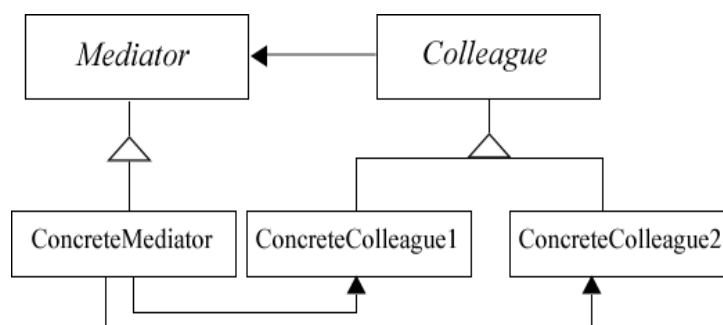 Mediator
Colleague
ConcreteMediator
ConcreteColleague1
ConcreteColleague2